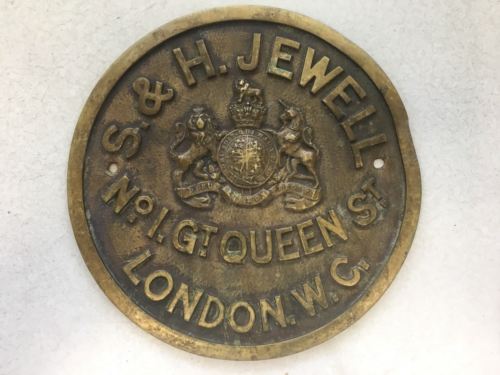 S. & H. JEWELL
No. 1. GT QUEEN ST
LONDON. W. C.